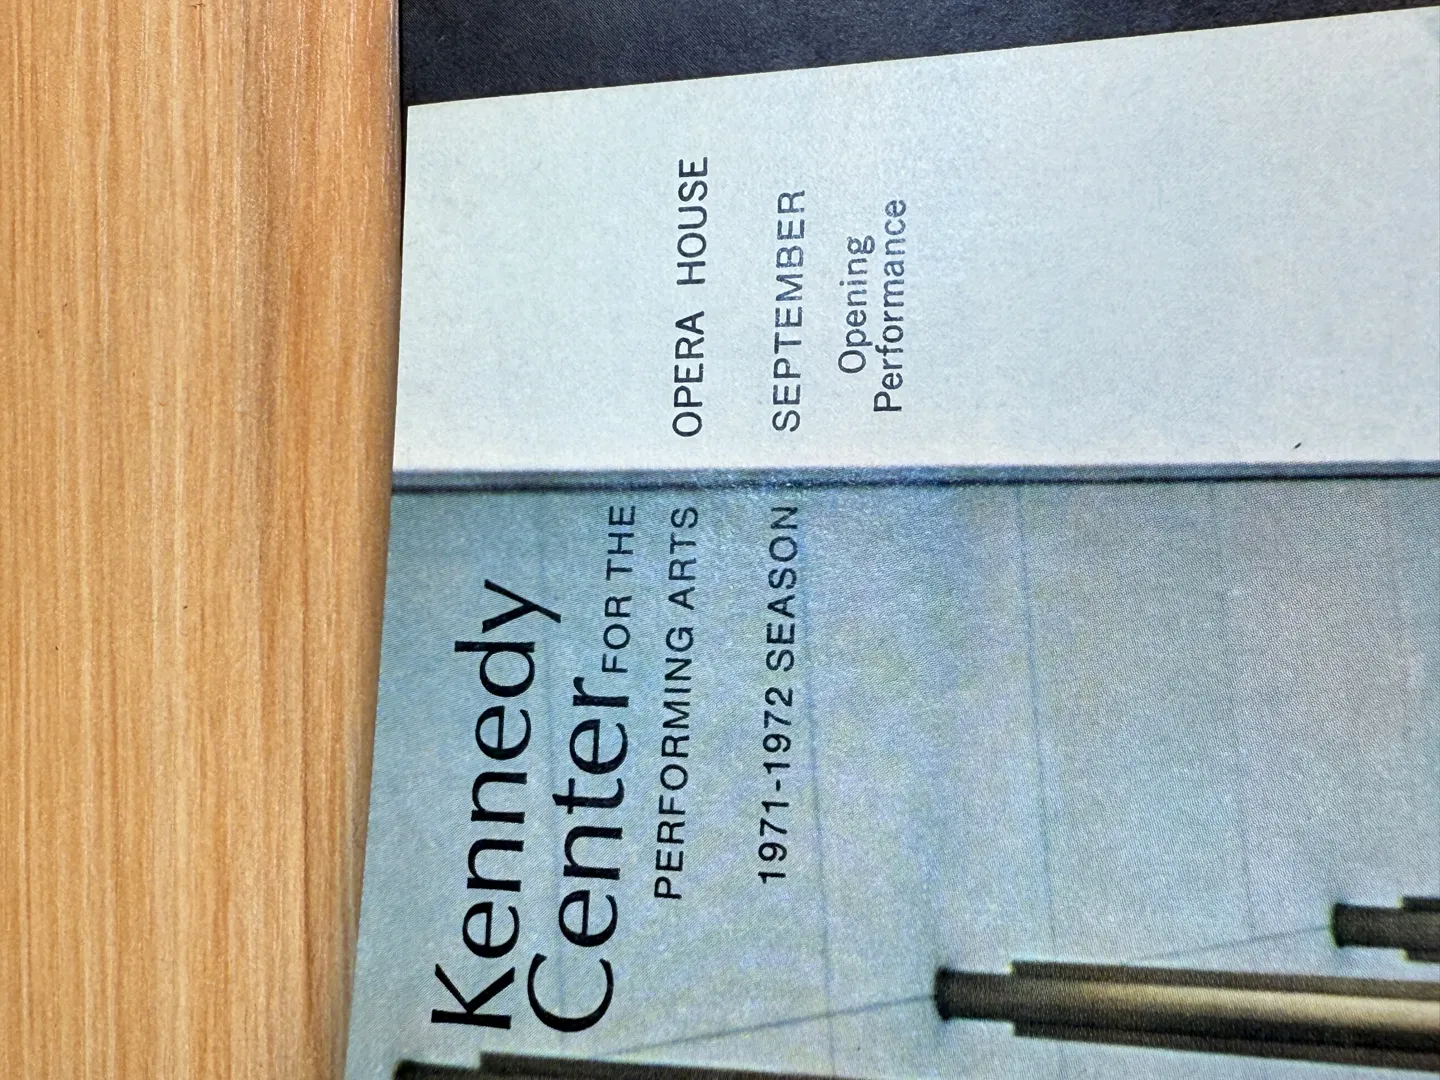 Kennedy
Center FOR THE
PERFORMING ARTS
1971-1972 SEASON
OPERA HOUSE
SEPTEMBER
Opening
Performance